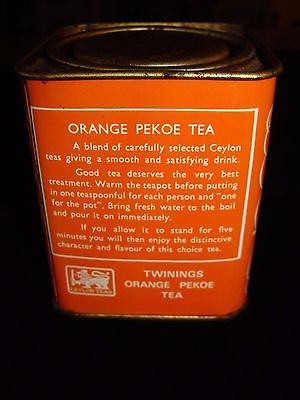 ORANGE PEKOE TEA
A blend of carefully selected Ceylon
teas giving a smooth and satisfying drink.
Good tea deserves the very best
treatment. Warm the teapot before putting
in one teaspoonful for each person and "one
for the pot". Bring fresh water to the boil
and pour it on immediately.
If you allow it to stand for five
minutes you will then enjoy the distinctive
character and flavour of this choice tea.
CEYLON TEAS
TWININGS
ORANGE PEKOE
TEA